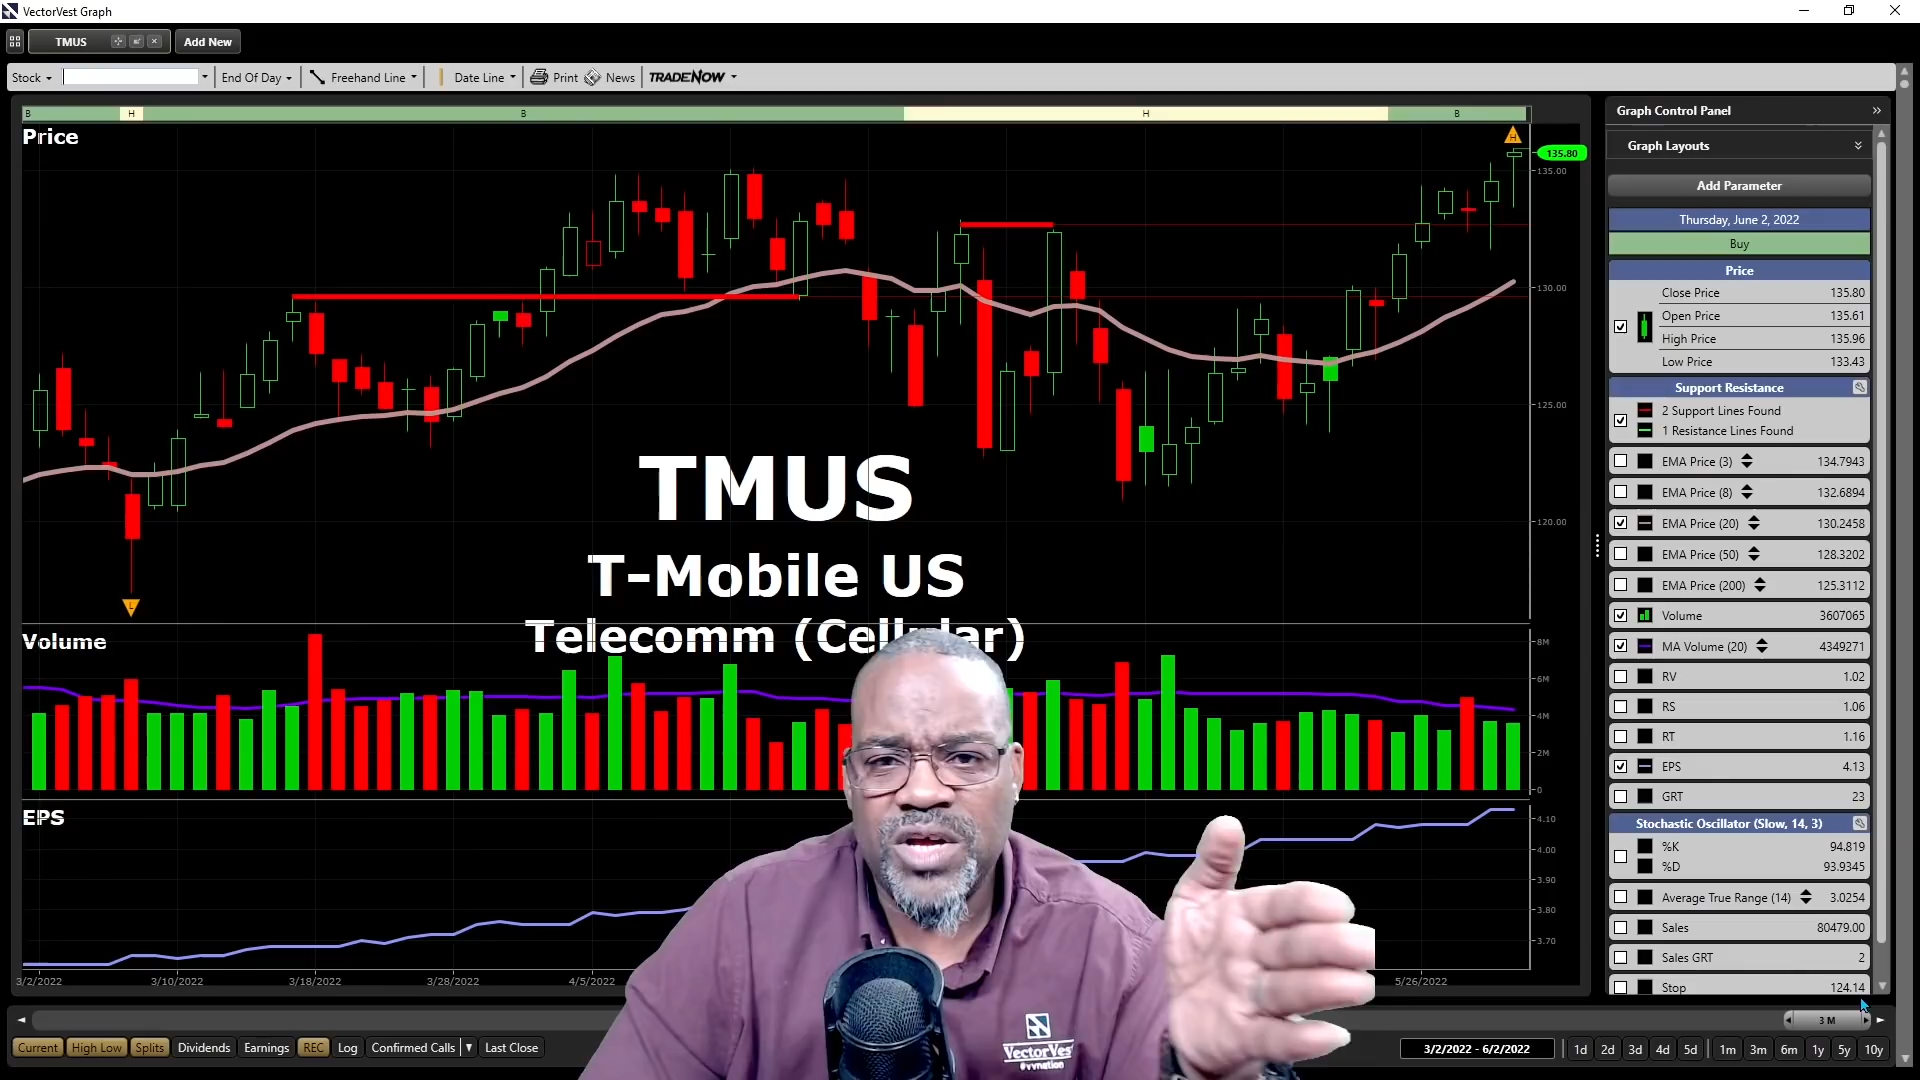 VectorVest Graph
TMUS
Add New
Stock
End Of Day
Freehand Line
Date Line
Print
News
TRADENOW
B
H
B
H
B
Price
H
135.80
135.00
130.00
125.00
120.00
L
TMUS
T-Mobile US
Telecomm (Cellular)
Volume
8M
6M
4M
2M
0
EPS
4.10
4.00
3.90
3.80
3.70
3/2/2022
3/10/2022
3/18/2022
3/28/2022
4/5/2022
5/26/2022
VectorVest
#vvnation
Graph Control Panel
Graph Layouts
Add Parameter
Thursday, June 2, 2022
Buy
Price
Close Price 135.80
Open Price 135.61
High Price 135.96
Low Price 133.43
Support Resistance
2 Support Lines Found
1 Resistance Lines Found
EMA Price (3) 134.7943
EMA Price (8) 132.6894
EMA Price (20) 130.2458
EMA Price (50) 128.3202
EMA Price (200) 125.3112
Volume 3607065
MA Volume (20) 4349271
RV 1.02
RS 1.06
RT 1.16
EPS 4.13
GRT 23
Stochastic Oscillator (Slow, 14, 3)
%K 94.819
%D 93.9345
Average True Range (14) 3.0254
Sales 80479.00
Sales GRT 2
Stop 124.14
3 M
Current
High Low
Splits
Dividends
Earnings
REC
Log
Confirmed Calls
Last Close
3/2/2022 - 6/2/2022
1d 2d 3d 4d 5d 1m 3m 6m 1y 5y 10y